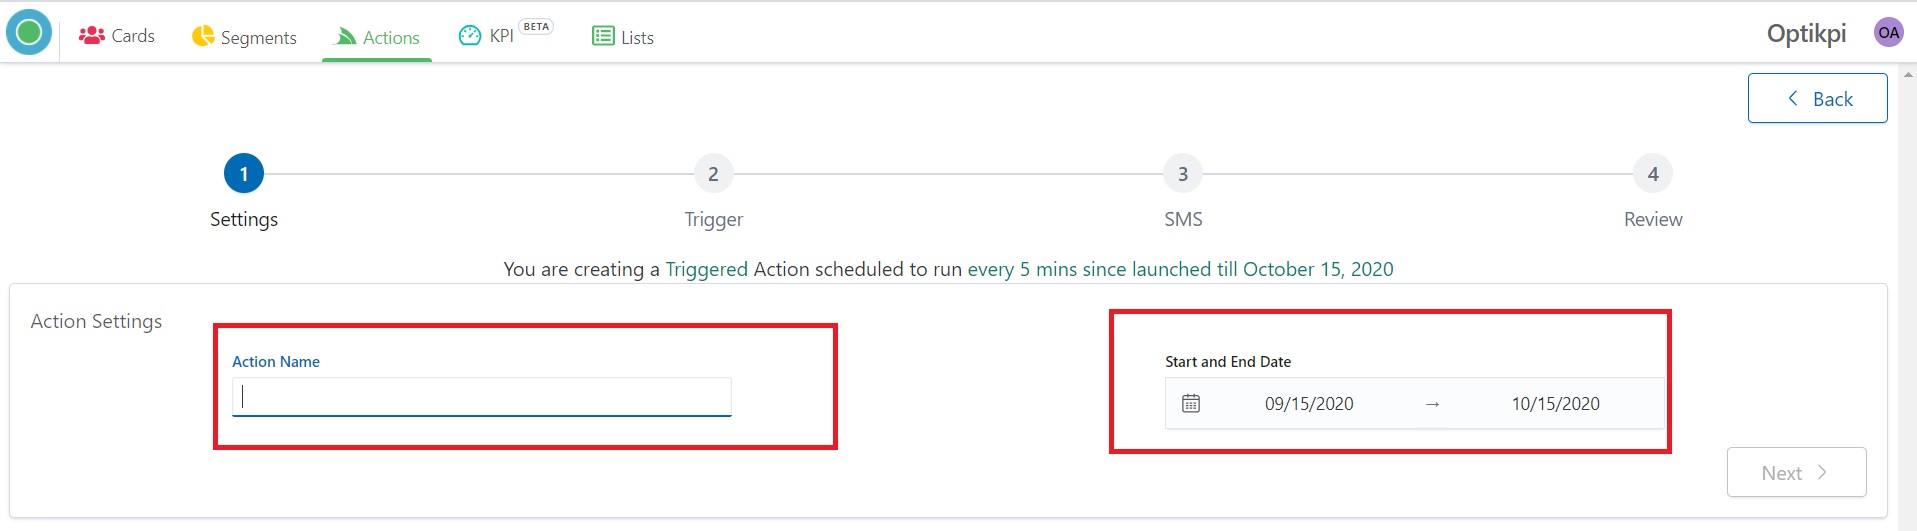 Cards Segments Actions KPI BETA Lists Optikpi OA
Back
1 2 3 4
Settings Trigger SMS Review
You are creating a Triggered Action scheduled to run every 5 mins since launched till October 15, 2020
Action Settings
Action Name Start and End Date
09/15/2020 → 10/15/2020
Next